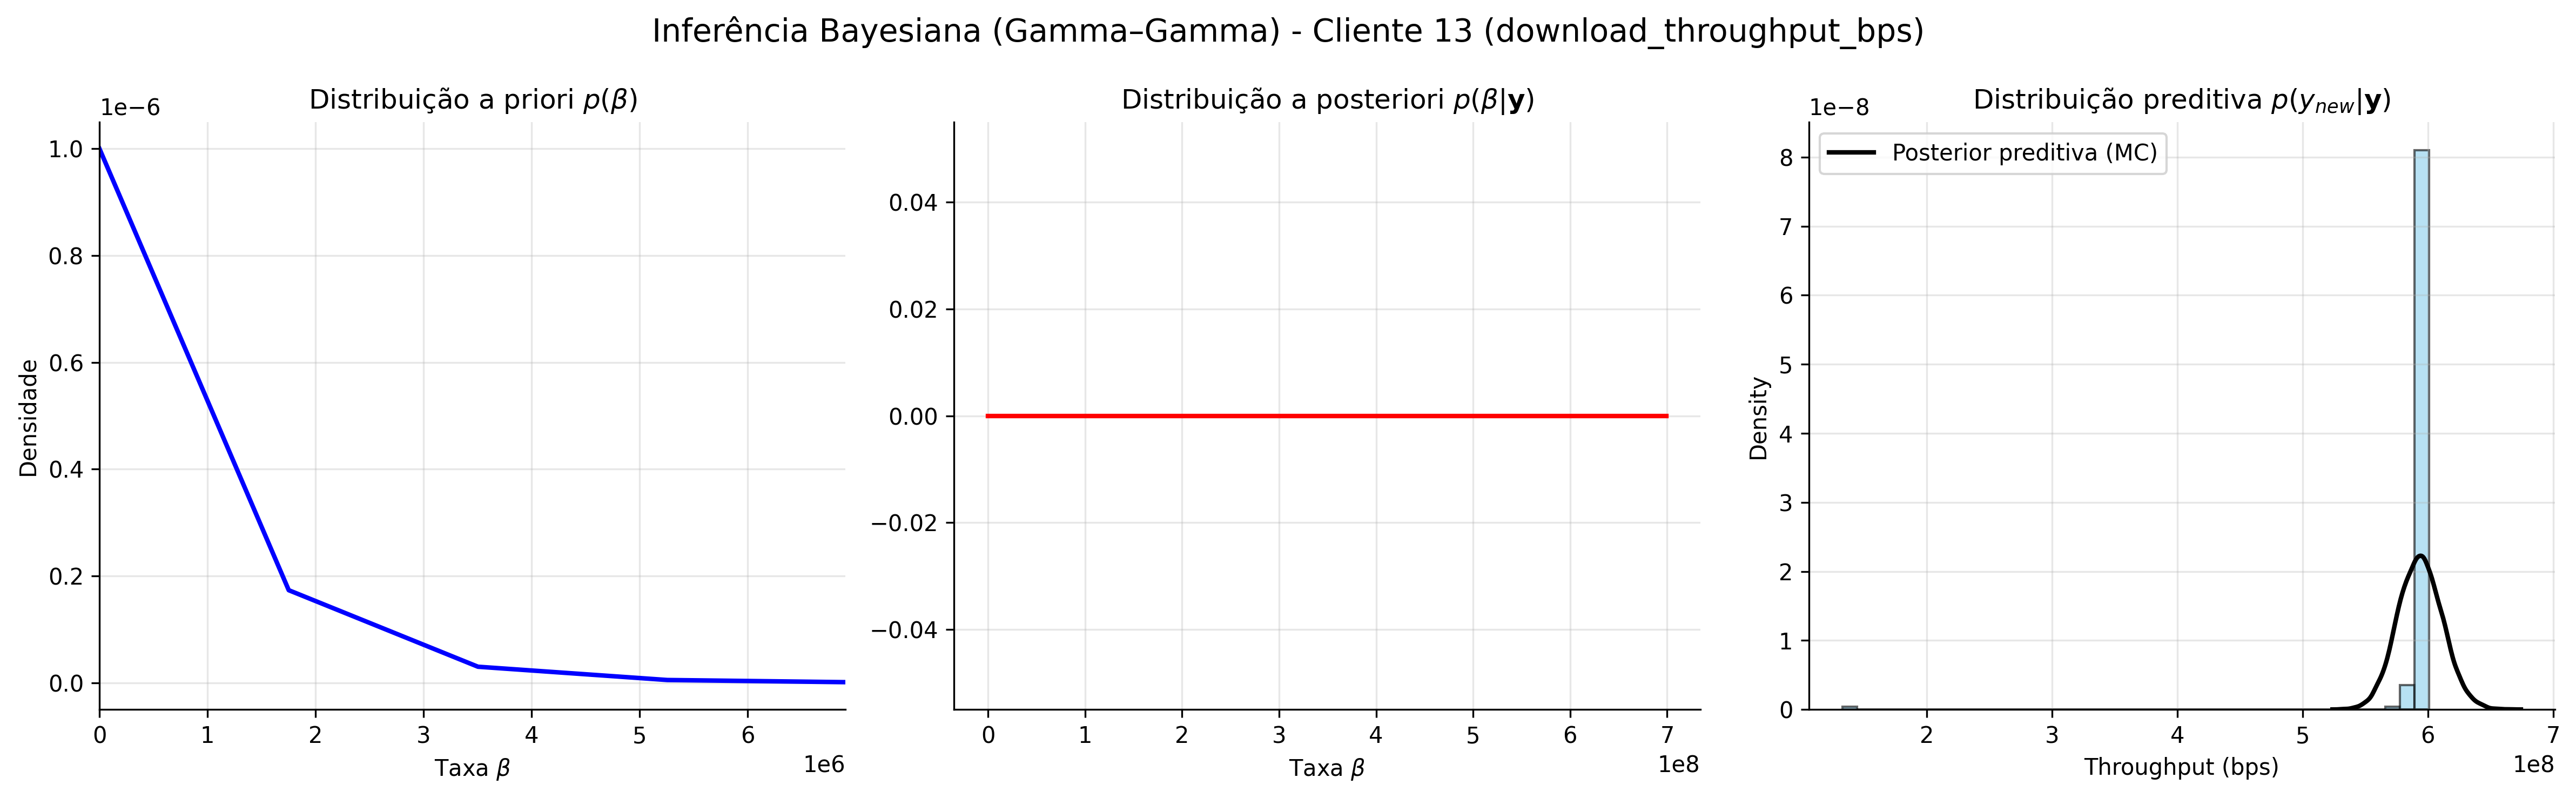 Inferência Bayesiana (Gamma–Gamma) - Cliente 13 (download_throughput_bps)
Distribuição a priori p(β)
1e−6
1.0
0.8
0.6
0.4
0.2
0.0
Densidade
0 1 2 3 4 5 6
1e6
Taxa β
Distribuição a posteriori p(β|y)
0.04
0.02
0.00
−0.02
−0.04
0 1 2 3 4 5 6 7
1e8
Taxa β
Distribuição preditiva p(y_new|y)
1e−8
Posterior preditiva (MC)
8
7
6
5
4
3
2
1
0
Density
2 3 4 5 6 7
1e8
Throughput (bps)